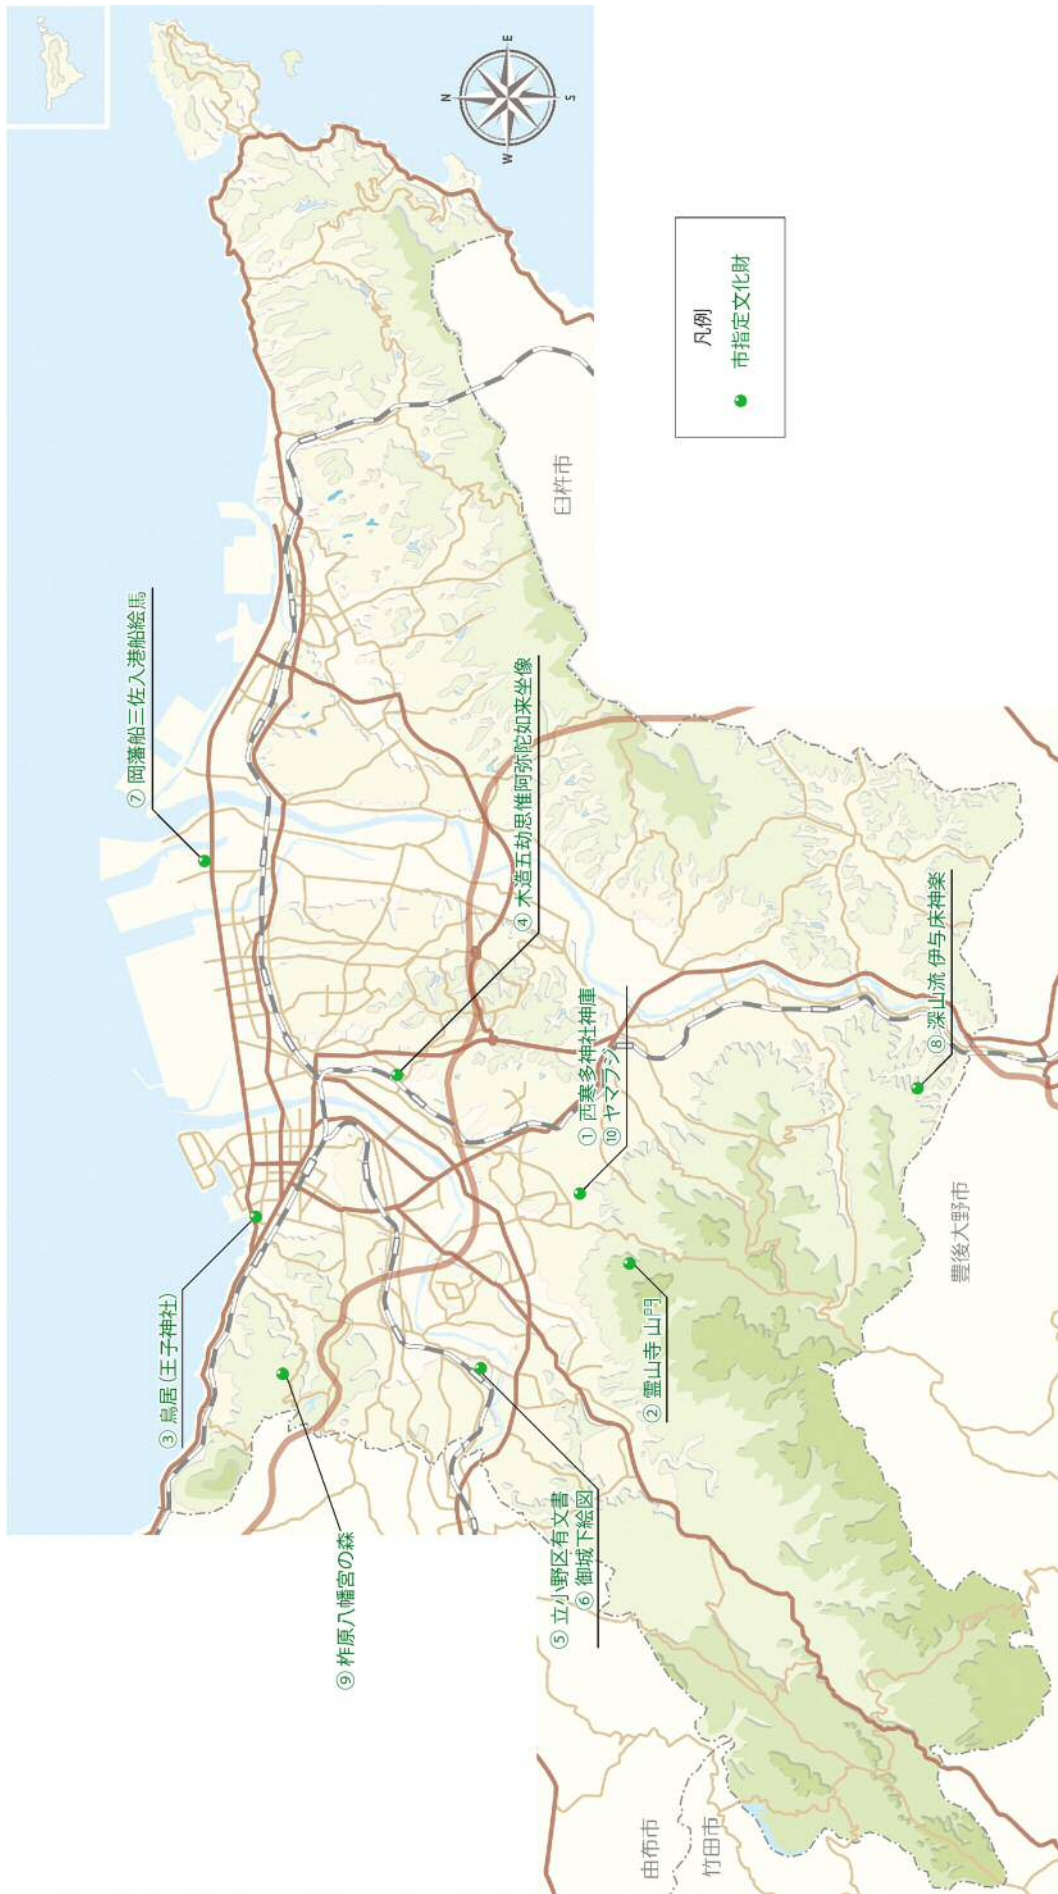 N
E
S
W
凡例
市指定文化財
⑦ 岡藩船三佐入港船絵馬
④ 木造五劫思惟阿弥陀如来坐像
① 西寒多神社神庫
⑩ ヤマフジ
⑧ 深山流 伊与床神楽
③ 鳥居（王子神社）
② 霊山寺 山門
⑤ 立小野区有文書
⑥ 御城下絵図
⑨ 柞原八幡宮の森
臼杵市
豊後大野市
由布市
竹田市